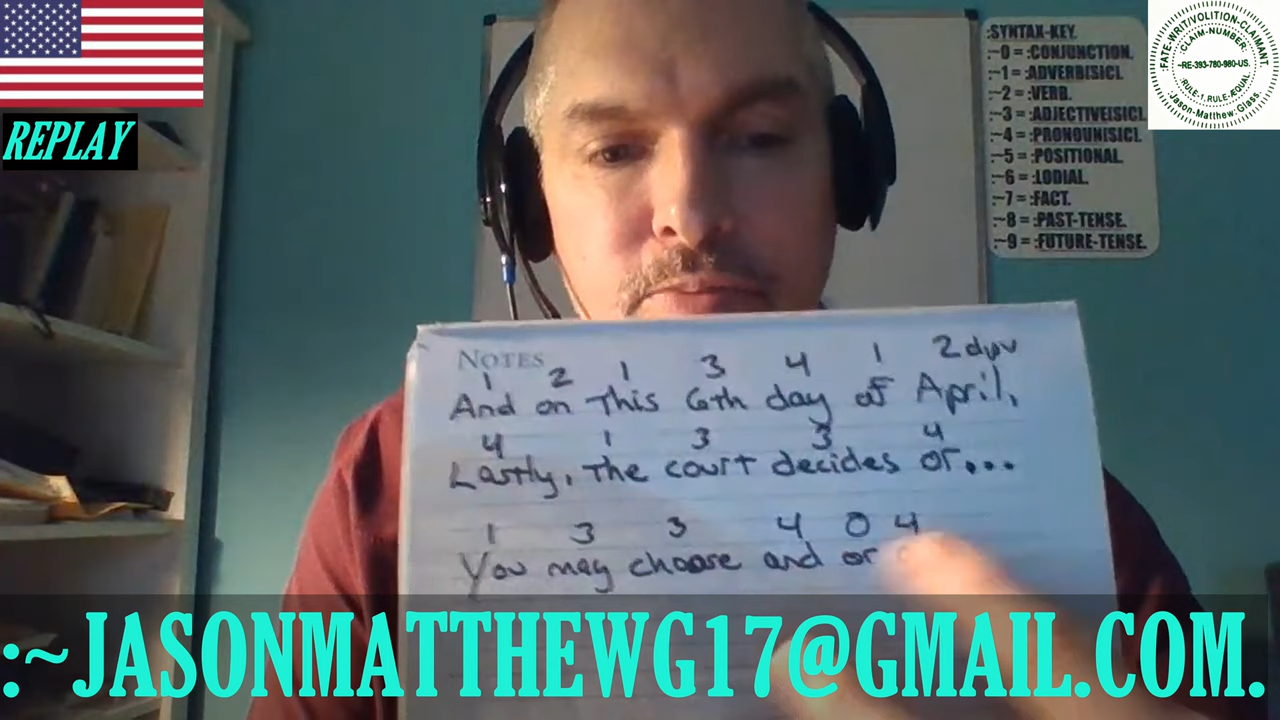 REPLAY
:SYNTAX-KEY.
:~0 = :CONJUNCTION.
:~1 = :ADVERB[SIC].
:~2 = :VERB.
:~3 = :ADJECTIVE[SIC].
:~4 = :PRONOUN[SIC].
:~5 = :POSITIONAL.
:~6 = :LODIAL.
:~7 = :FACT.
:~8 = :PAST-TENSE.
:~9 = :FUTURE-TENSE.
:FATE-WRIT/VOLITION-CLAIMANT
CLAIM-NUMBER:
~RE-393-780-980-US.
:RULE-1, RULE-EQUAL.
:Jason-Matthew: Glass.
NOTES
1 2 1 3 4 1 2 dpv
And on This 6th day of April,
4 1 3 3 4
Lastly, The court decides or...
1 3 3 4 0 4
You may choose and or
:~JASONMATTHEWG17@GMAIL.COM.